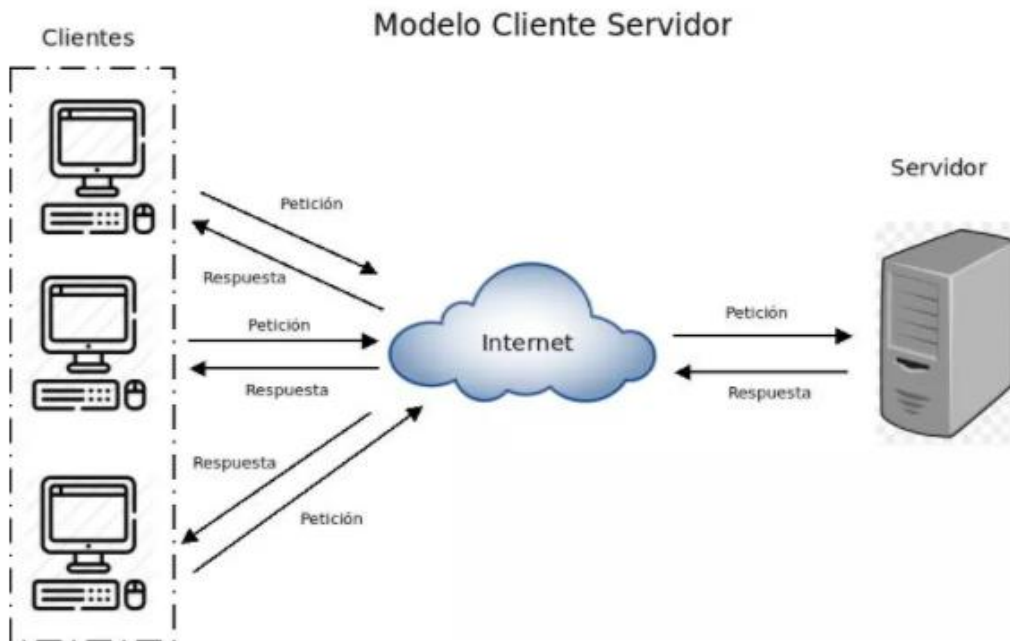 Modelo Cliente Servidor
Clientes
Servidor
Petición
Respuesta
Petición
Respuesta
Respuesta
Petición
Internet
Petición
Respuesta